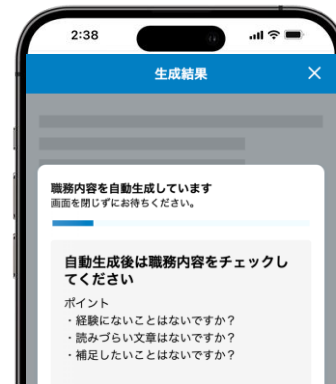 2:38
生成結果
職務内容を自動生成しています
画面を閉じずにお待ちください。
自動生成後は職務内容をチェックし
てください
ポイント
・経験にないことはないですか？
・読みづらい文章はないですか？
・補足したいことはないですか？